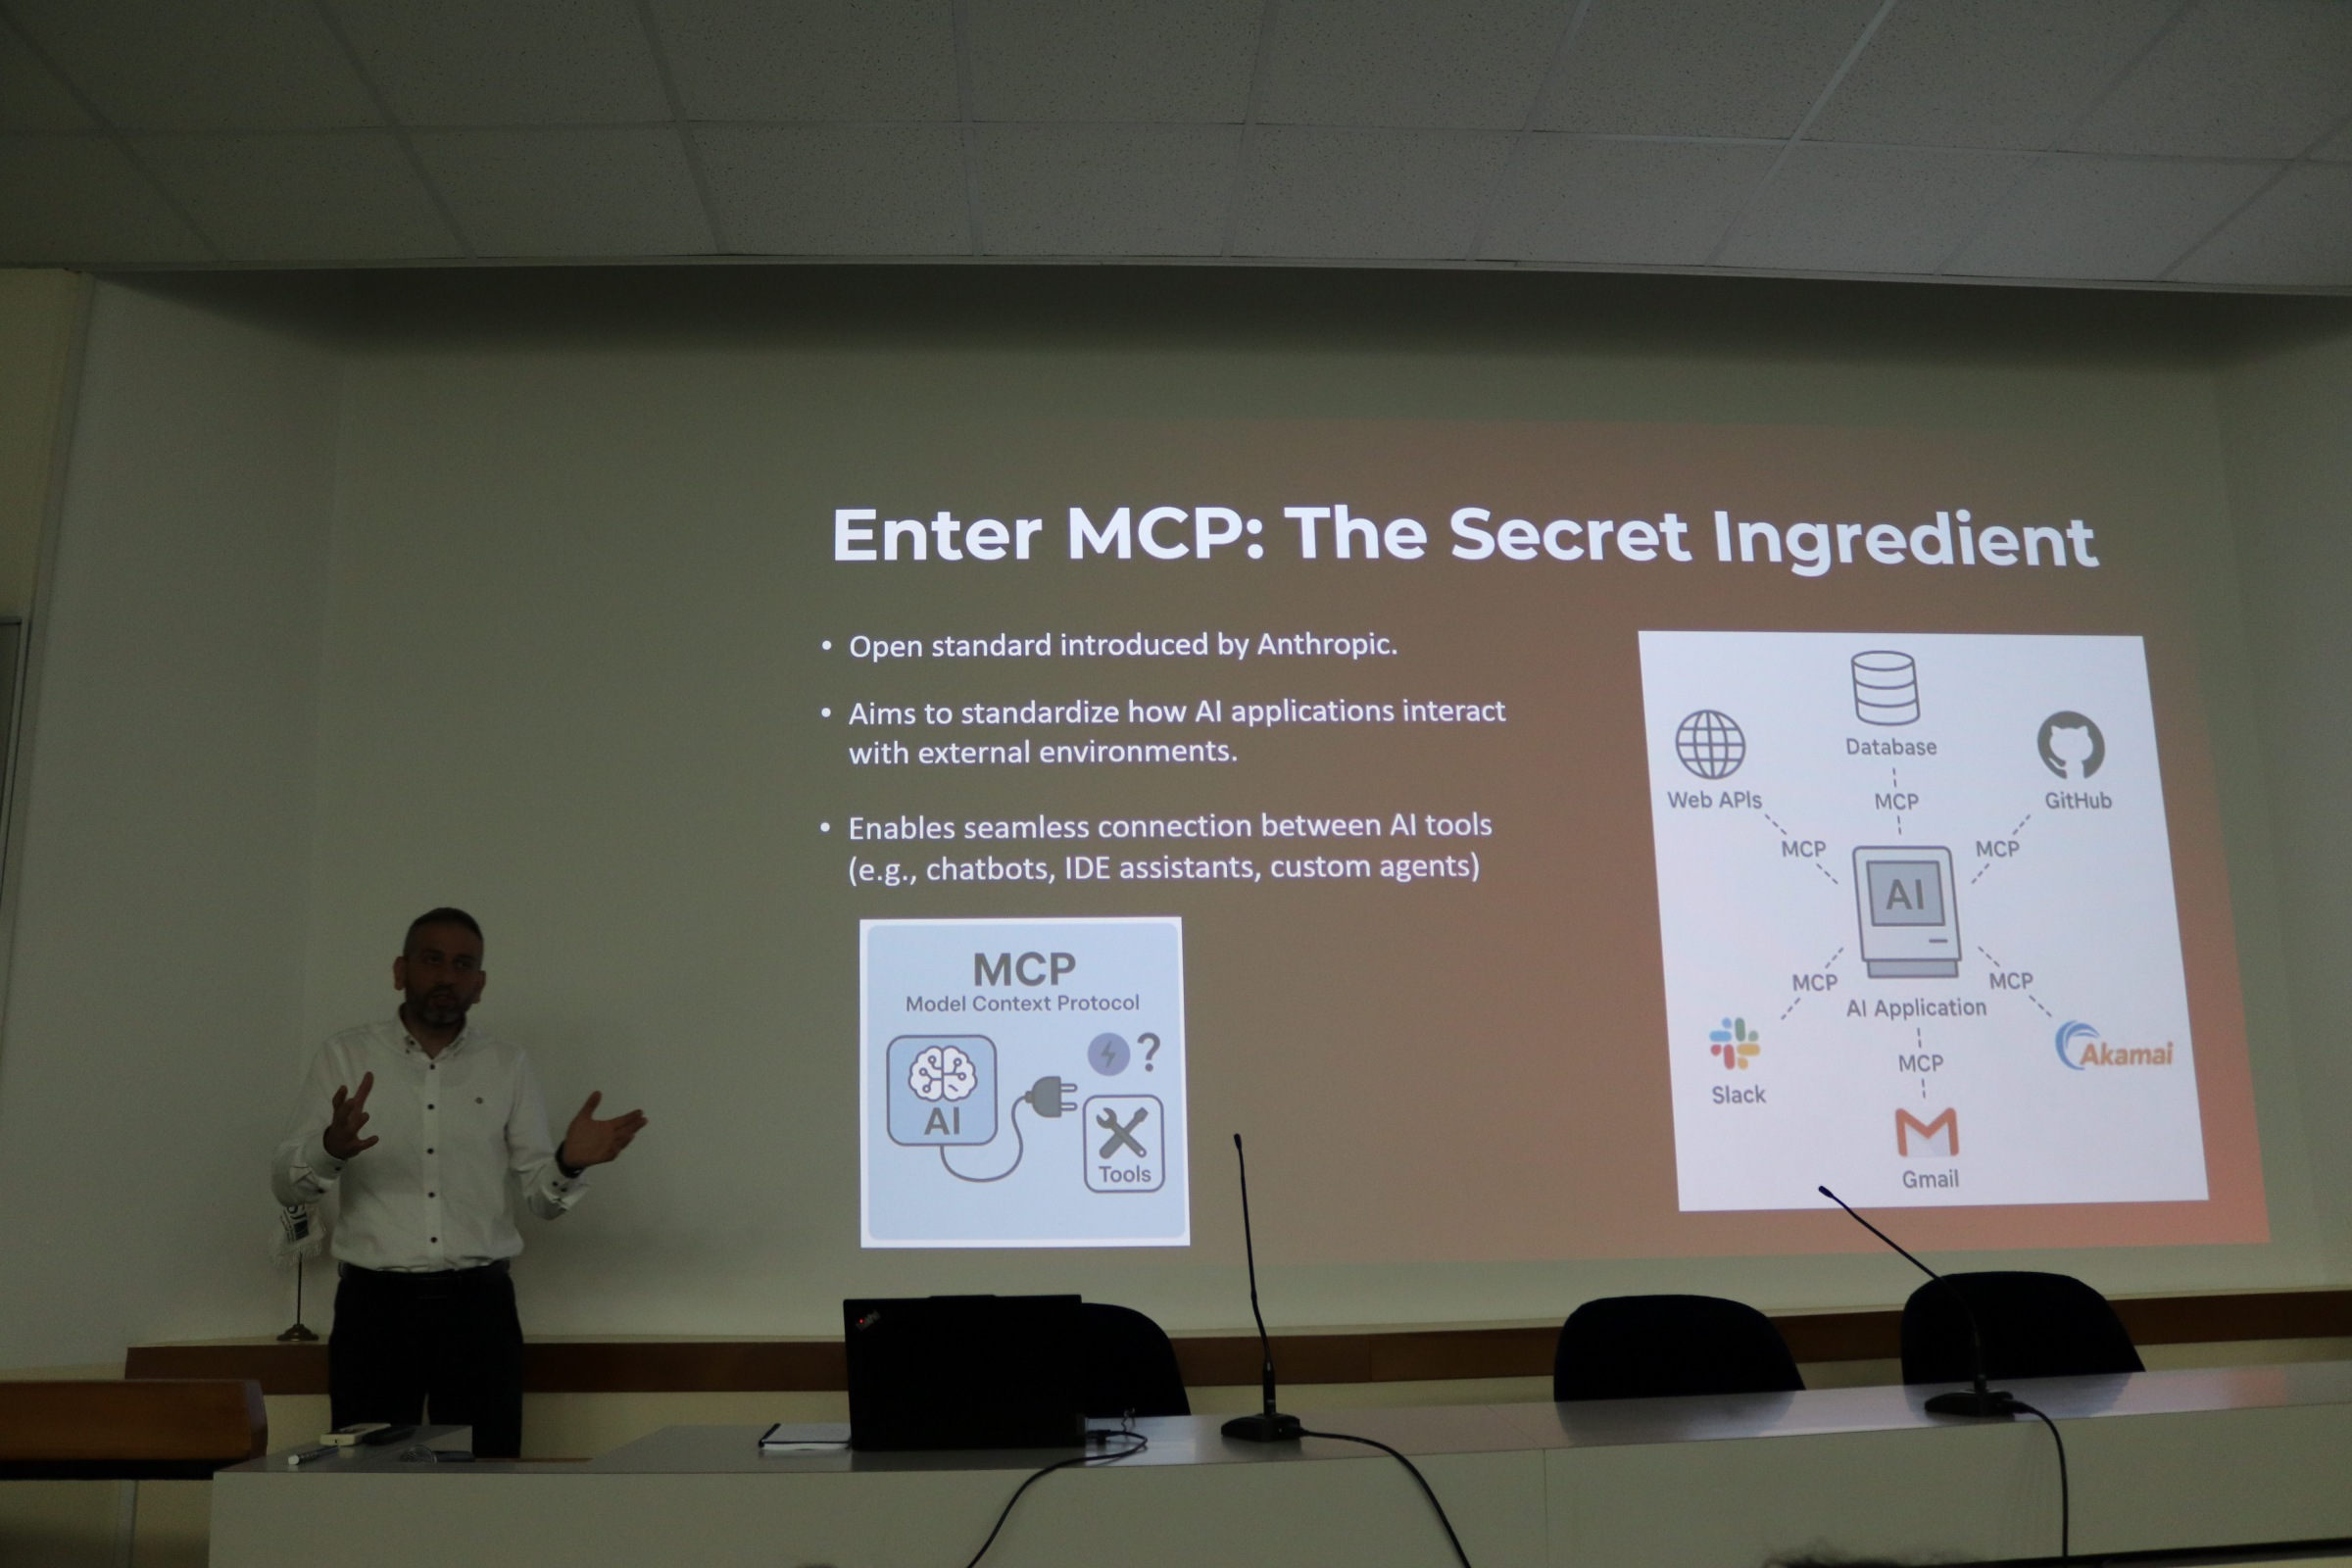 Enter MCP: The Secret Ingredient
• Open standard introduced by Anthropic.
• Aims to standardize how AI applications interact
with external environments.
• Enables seamless connection between AI tools
(e.g., chatbots, IDE assistants, custom agents)
MCP
Model Context Protocol
AI
?
Tools
Database
Web APIs
GitHub
MCP
MCP
MCP
AI
MCP
MCP
AI Application
Slack
Akamai
MCP
Gmail